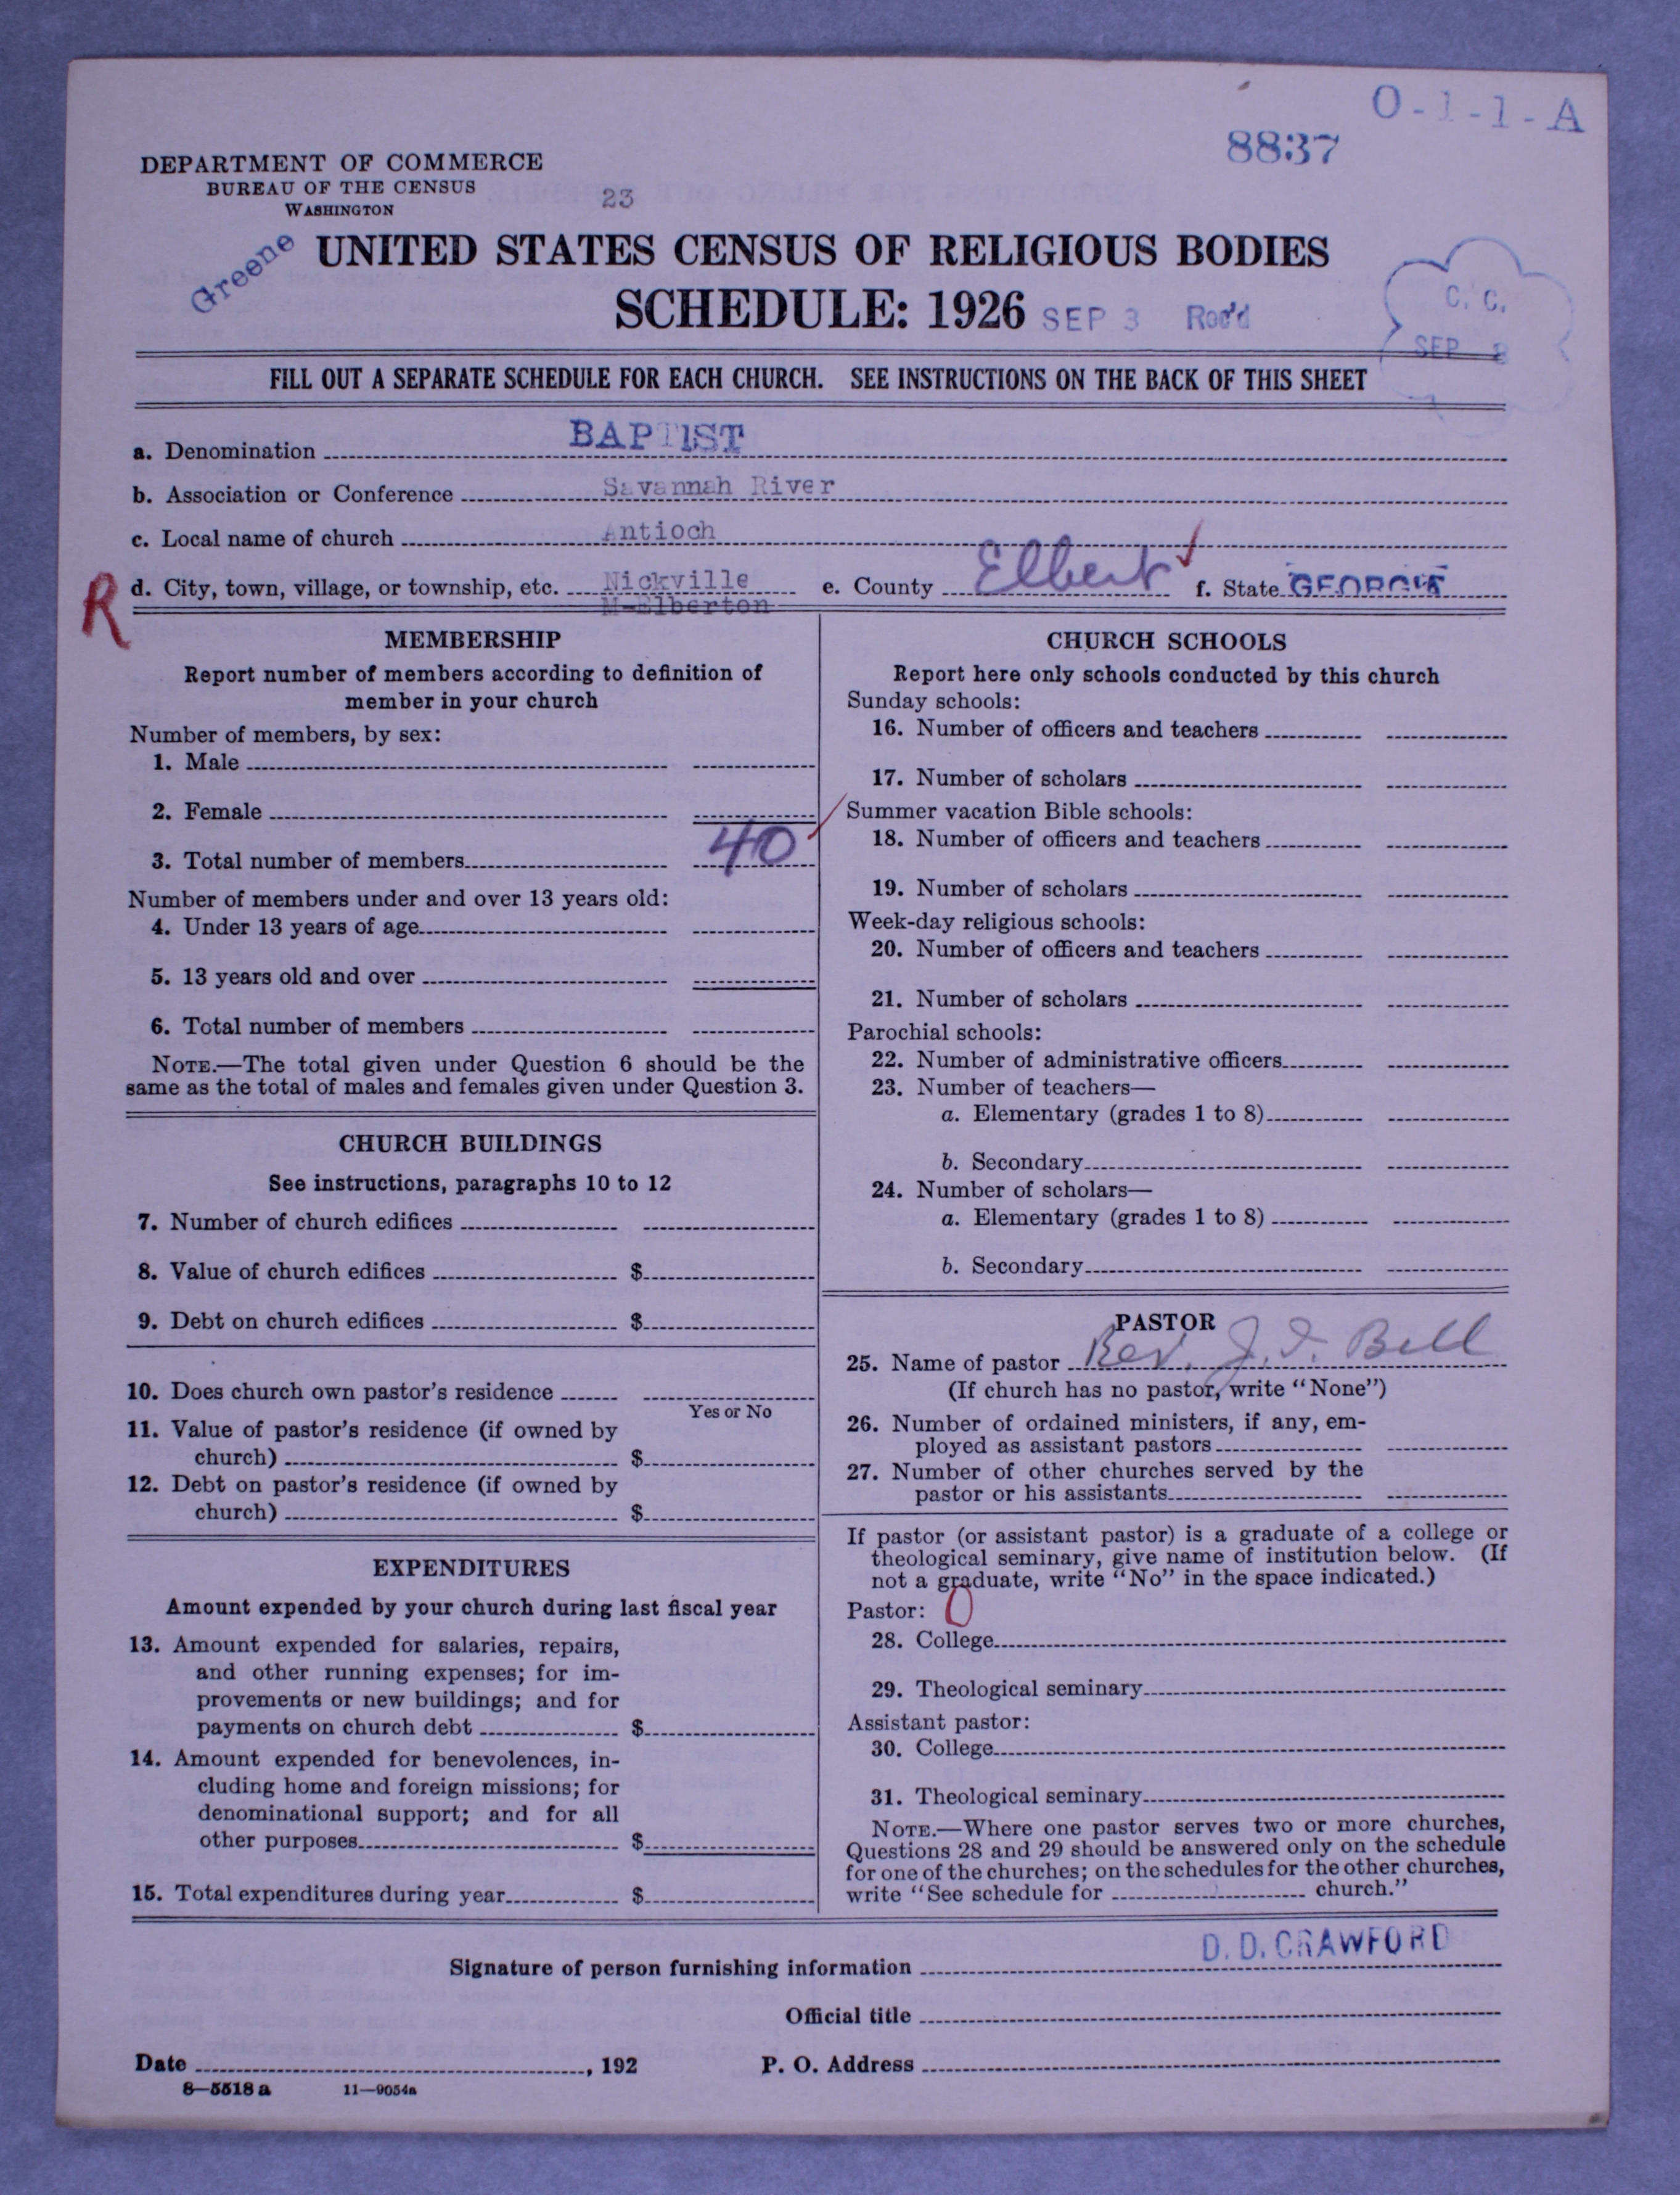 O-1-1-A
8837
DEPARTMENT OF COMMERCE
BUREAU OF THE CENSUS
WASHINGTON
23
Greene
UNITED STATES CENSUS OF RELIGIOUS BODIES
SCHEDULE: 1926
SEP 3 Rec'd
C. C.
SEP 8
FILL OUT A SEPARATE SCHEDULE FOR EACH CHURCH. SEE INSTRUCTIONS ON THE BACK OF THIS SHEET
a. Denomination BAPTIST
b. Association or Conference Savannah River
c. Local name of church Antioch
R d. City, town, village, or township, etc. Nickville e. County Elbert f. State GEORGIA
M-Elberton
MEMBERSHIP
Report number of members according to definition of
member in your church
Number of members, by sex:
1. Male
2. Female
3. Total number of members 40
Number of members under and over 13 years old:
4. Under 13 years of age
5. 13 years old and over
6. Total number of members
NOTE.—The total given under Question 6 should be the
same as the total of males and females given under Question 3.
CHURCH BUILDINGS
See instructions, paragraphs 10 to 12
7. Number of church edifices
8. Value of church edifices $
9. Debt on church edifices $
10. Does church own pastor's residence
Yes or No
11. Value of pastor's residence (if owned by
church) $
12. Debt on pastor's residence (if owned by
church) $
EXPENDITURES
Amount expended by your church during last fiscal year
13. Amount expended for salaries, repairs,
and other running expenses; for im-
provements or new buildings; and for
payments on church debt $
14. Amount expended for benevolences, in-
cluding home and foreign missions; for
denominational support; and for all
other purposes $
15. Total expenditures during year $
CHURCH SCHOOLS
Report here only schools conducted by this church
Sunday schools:
16. Number of officers and teachers
17. Number of scholars
Summer vacation Bible schools:
18. Number of officers and teachers
19. Number of scholars
Week-day religious schools:
20. Number of officers and teachers
21. Number of scholars
Parochial schools:
22. Number of administrative officers
23. Number of teachers—
a. Elementary (grades 1 to 8)
b. Secondary
24. Number of scholars—
a. Elementary (grades 1 to 8)
b. Secondary
PASTOR
25. Name of pastor Rev. J. I. Bell
(If church has no pastor, write "None")
26. Number of ordained ministers, if any, em-
ployed as assistant pastors
27. Number of other churches served by the
pastor or his assistants
If pastor (or assistant pastor) is a graduate of a college or
theological seminary, give name of institution below. (If
not a graduate, write "No" in the space indicated.)
Pastor: 0
28. College
29. Theological seminary
Assistant pastor:
30. College
31. Theological seminary
NOTE.—Where one pastor serves two or more churches,
Questions 28 and 29 should be answered only on the schedule
for one of the churches; on the schedules for the other churches,
write "See schedule for church."
Signature of person furnishing information D. D. CRAWFORD
Official title
Date , 192 P. O. Address
8—5518 a 11—9054a